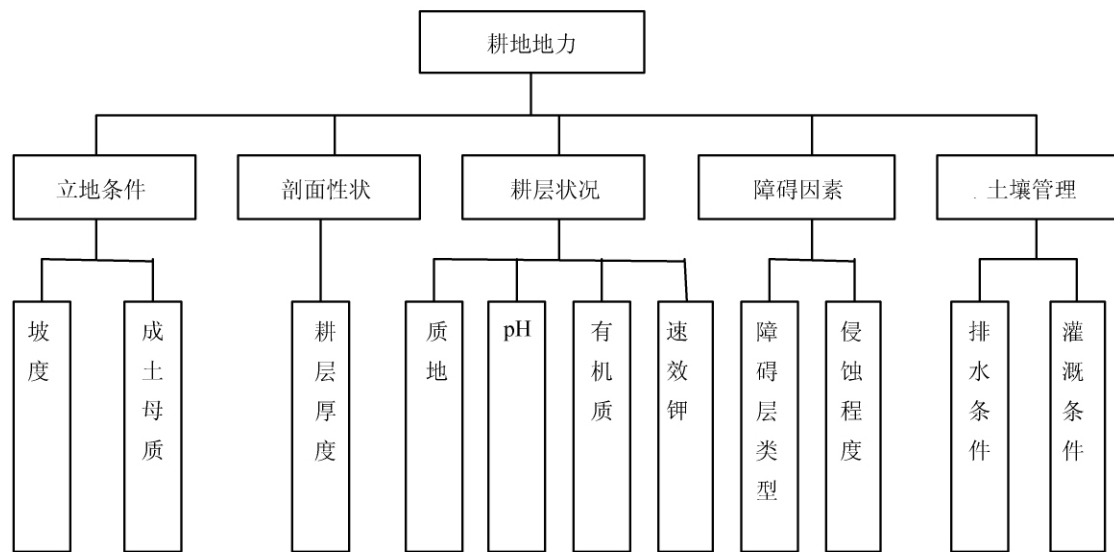 耕地地力
立地条件
剖面性状
耕层状况
障碍因素
土壤管理
坡度
成土母质
耕层厚度
质地
pH
有机质
速效钾
障碍层类型
侵蚀程度
排水条件
灌溉条件